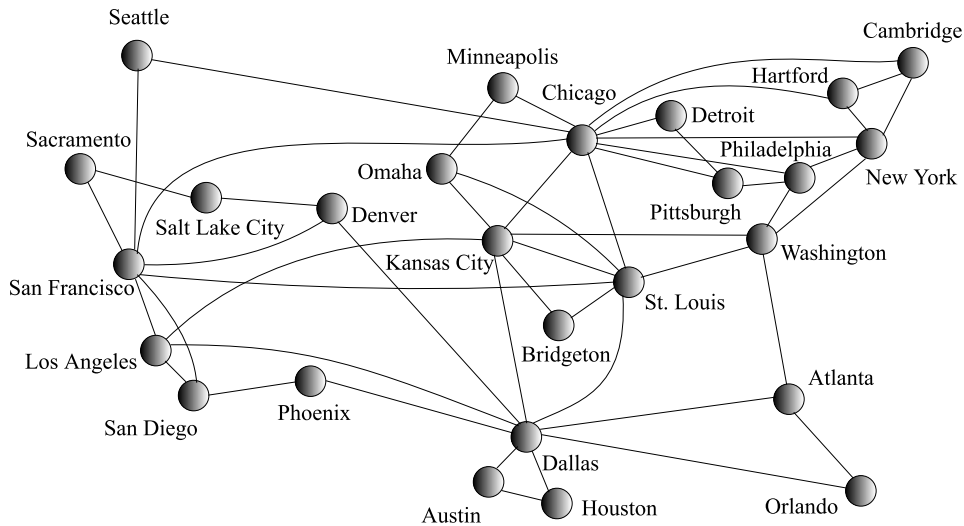 Seattle
Cambridge
Minneapolis
Hartford
Chicago
Detroit
Sacramento
Philadelphia
Omaha
New York
Pittsburgh
Salt Lake City
Denver
Washington
Kansas City
San Francisco
St. Louis
Bridgeton
Los Angeles
Atlanta
Phoenix
San Diego
Dallas
Orlando
Houston
Austin